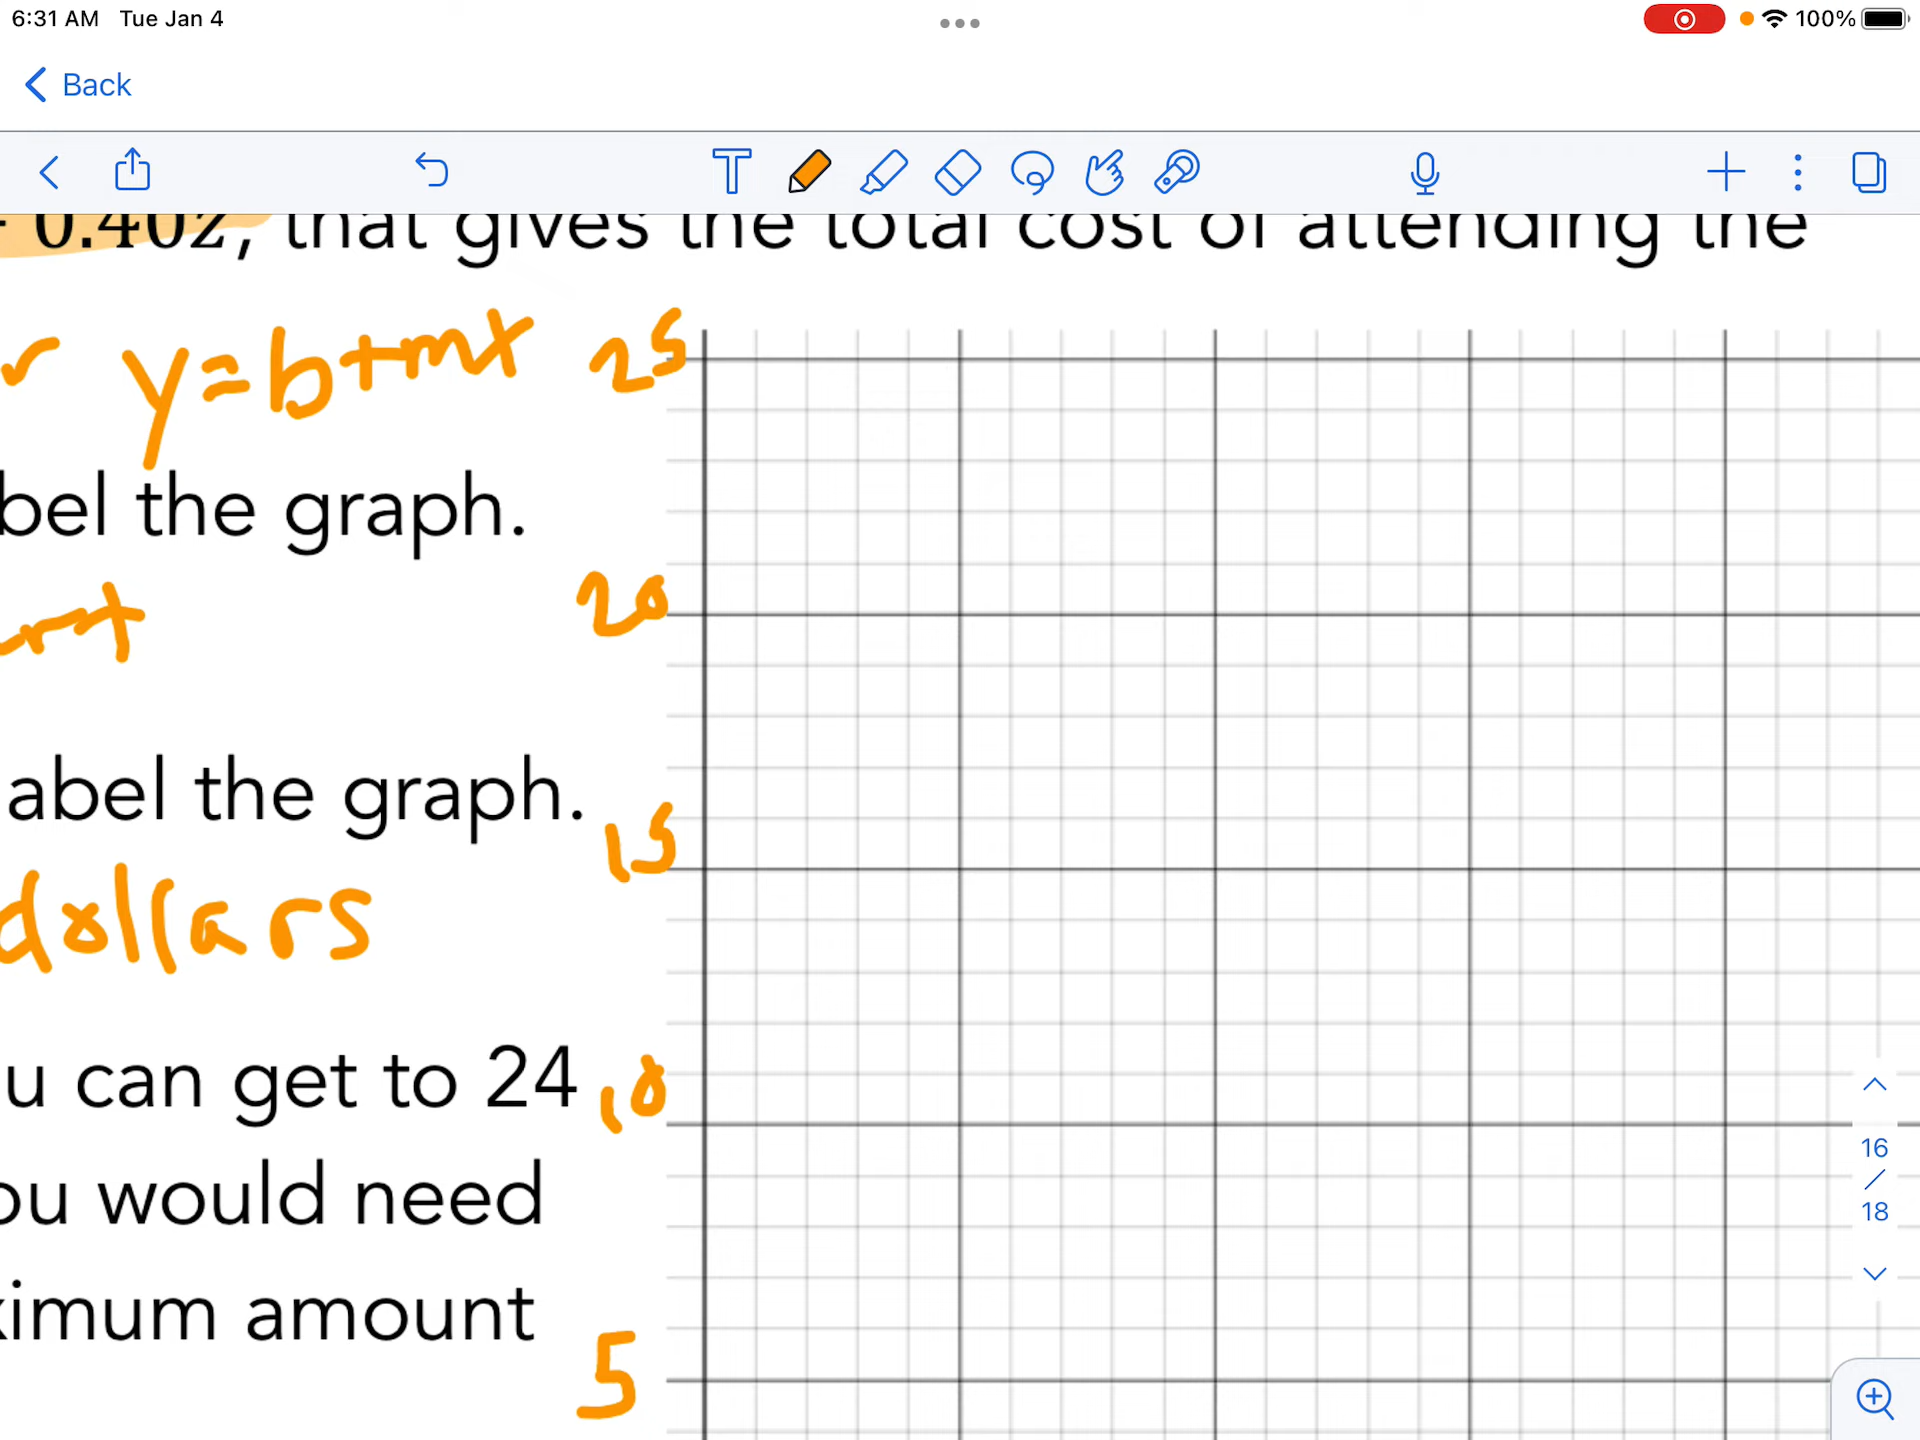 6:31 AM Tue Jan 4 100%
Back
0.40z, that gives the total cost of attending the
r y=b+mx 25
bel the graph.
20
abel the graph.
15
dollars
u can get to 24
10
ou would need
16
/
18
ximum amount
5